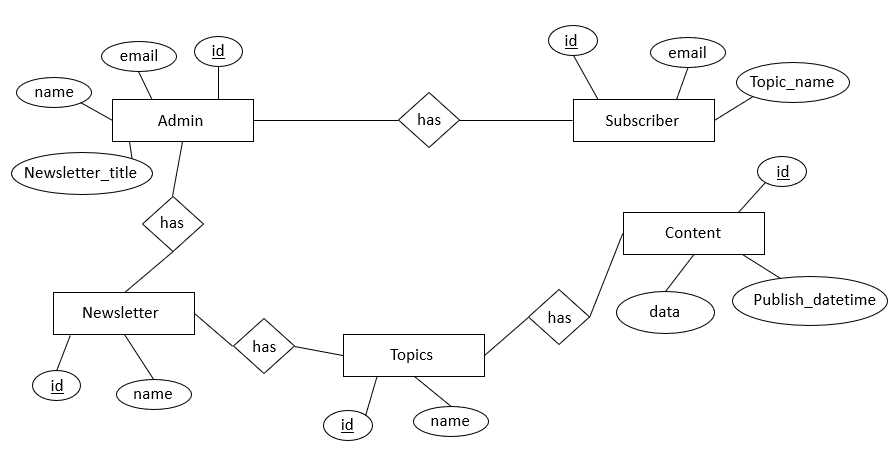 id
email
name
Admin
Newsletter_title
has
id
email
Topic_name
Subscriber
has
Newsletter
id
name
has
Topics
id
name
has
id
Content
data
Publish_datetime